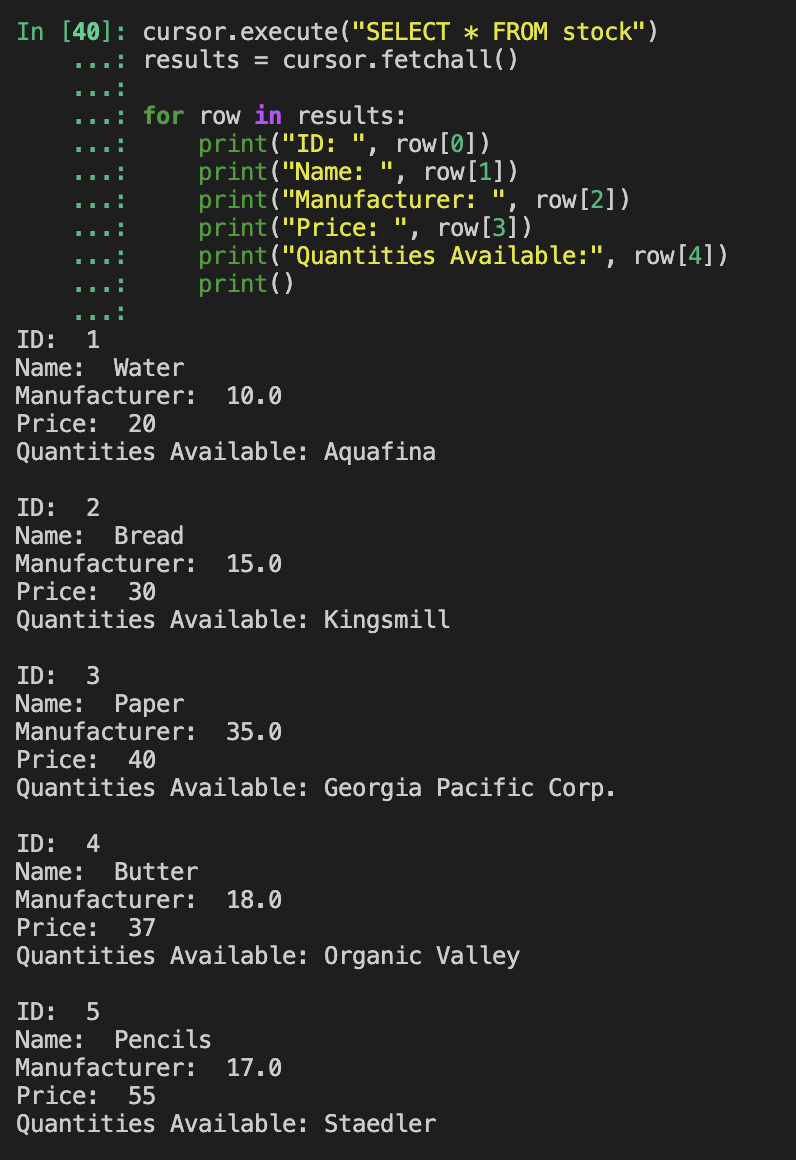 In [40]: cursor.execute("SELECT * FROM stock")
    ...: results = cursor.fetchall()
    ...:
    ...: for row in results:
    ...:     print("ID: ", row[0])
    ...:     print("Name: ", row[1])
    ...:     print("Manufacturer: ", row[2])
    ...:     print("Price: ", row[3])
    ...:     print("Quantities Available:", row[4])
    ...:     print()
    ...:
ID:  1
Name:  Water
Manufacturer:  10.0
Price:  20
Quantities Available: Aquafina

ID:  2
Name:  Bread
Manufacturer:  15.0
Price:  30
Quantities Available: Kingsmill

ID:  3
Name:  Paper
Manufacturer:  35.0
Price:  40
Quantities Available: Georgia Pacific Corp.

ID:  4
Name:  Butter
Manufacturer:  18.0
Price:  37
Quantities Available: Organic Valley

ID:  5
Name:  Pencils
Manufacturer:  17.0
Price:  55
Quantities Available: Staedler